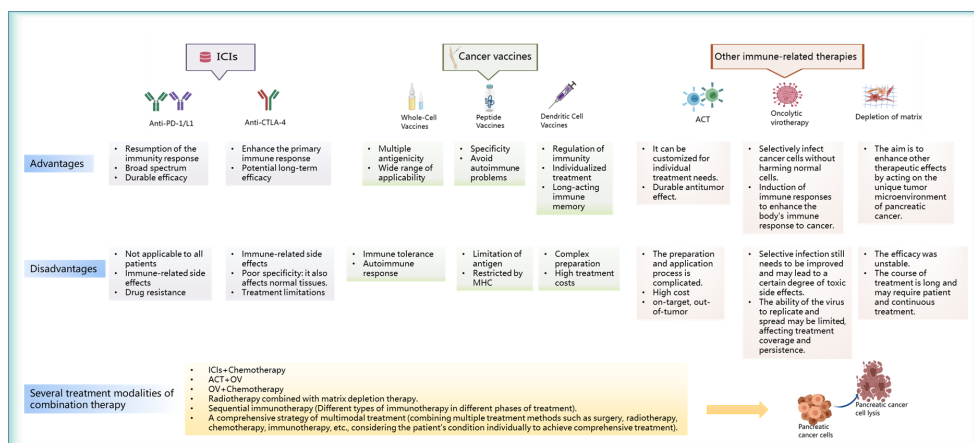 ICIs
Cancer vaccines
Other immune-related therapies
Anti-PD-1/L1
Anti-CTLA-4
Whole-Cell
Vaccines
Peptide
Vaccines
Dendritic Cell
Vaccines
ACT
Oncolytic
virotherapy
Depletion of matrix
Advantages
• Resumption of the
immunity response
• Broad spectrum
• Durable efficacy
• Enhance the primary
immune response
• Potential long-term
efficacy
• Multiple
antigenicity
• Wide range of
applicability
• Specificity
• Avoid
autoimmune
problems
• Regulation of
immunity
• Individualized
treatment
• Long-acting
immune
memory
• It can be
customized for
individual
treatment needs.
• Durable antitumor
effect.
• Selectively infect
cancer cells without
harming normal
cells.
• Induction of
immune responses
to enhance the
body's immune
response to cancer.
• The aim is to
enhance other
therapeutic effects
by acting on the
unique tumor
microenvironment
of pancreatic
cancer.
Disadvantages
• Not applicable to all
patients
• Immune-related side
effects
• Drug resistance
• Immune-related side
effects
• Poor specificity: it also
affects normal tissues.
• Treatment limitations
• Immune tolerance
• Autoimmune
response
• Limitation of
antigen
• Restricted by
MHC
• Complex
preparation
• High treatment
costs
• The preparation
and application
process is
complicated.
• High cost
• on-target, out-
of-tumor
• Selective infection still
needs to be improved
and may lead to a
certain degree of toxic
side effects.
• The ability of the virus
to replicate and
spread may be limited,
affecting treatment
coverage and
persistence.
• The efficacy was
unstable.
• The course of
treatment is long and
may require patient
and continuous
treatment.
Several treatment modalities of
combination therapy
• ICIs+Chemotherapy
• ACT+OV
• OV+Chemotherapy
• Radiotherapy combined with matrix depletion therapy.
• Sequential immunotherapy (Different types of immunotherapy in different phases of treatment).
• A comprehensive strategy of multimodal treatment (combining multiple treatment methods such as surgery, radiotherapy,
chemotherapy, immunotherapy, etc., considering the patient's condition individually to achieve comprehensive treatment).
Pancreatic
cancer cells
Pancreatic cancer
cell lysis